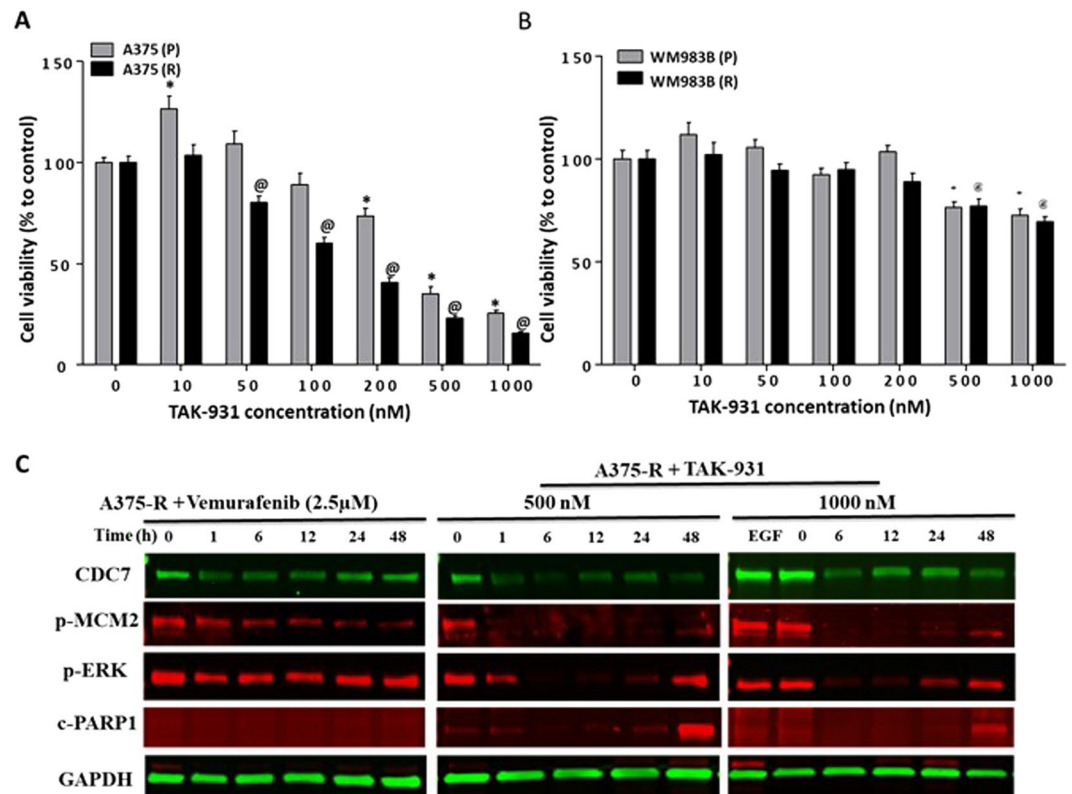 A
A375 (P)
A375 (R)
Cell viability (% to control)
150
100
50
0
*
@
@
*
@
*
@
*
@
0 10 50 100 200 500 1000
TAK-931 concentration (nM)
B
WM983B (P)
WM983B (R)
Cell viability (% to control)
150
100
50
0
0 10 50 100 200 500 1000
TAK-931 concentration (nM)
C
A375-R + TAK-931
A375-R + Vemurafenib (2.5µM) 500 nM 1000 nM
Time (h) 0 1 6 12 24 48 0 1 6 12 24 48 EGF 0 6 12 24 48
CDC7
p-MCM2
p-ERK
c-PARP1
GAPDH